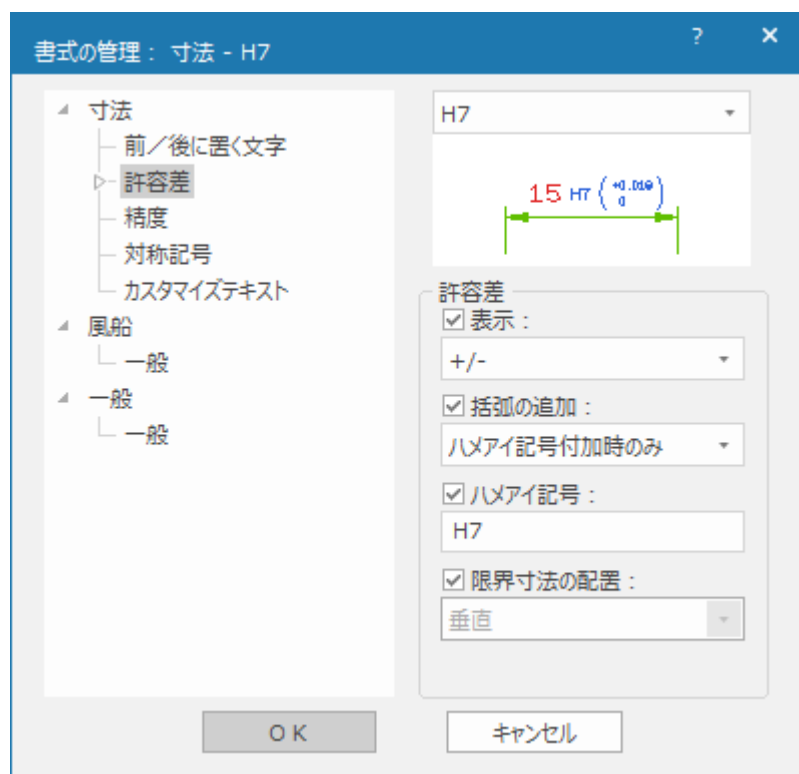 書式の管理： 寸法 - H7
?
×
寸法
前／後に置く文字
許容差
精度
対称記号
カスタマイズテキスト
風船
一般
一般
一般
H7
15 H7 ( +0.018 0 )
許容差
表示：
+/-
括弧の追加：
ハメアイ記号付加時のみ
ハメアイ記号：
H7
限界寸法の配置：
垂直
ＯＫ
キャンセル